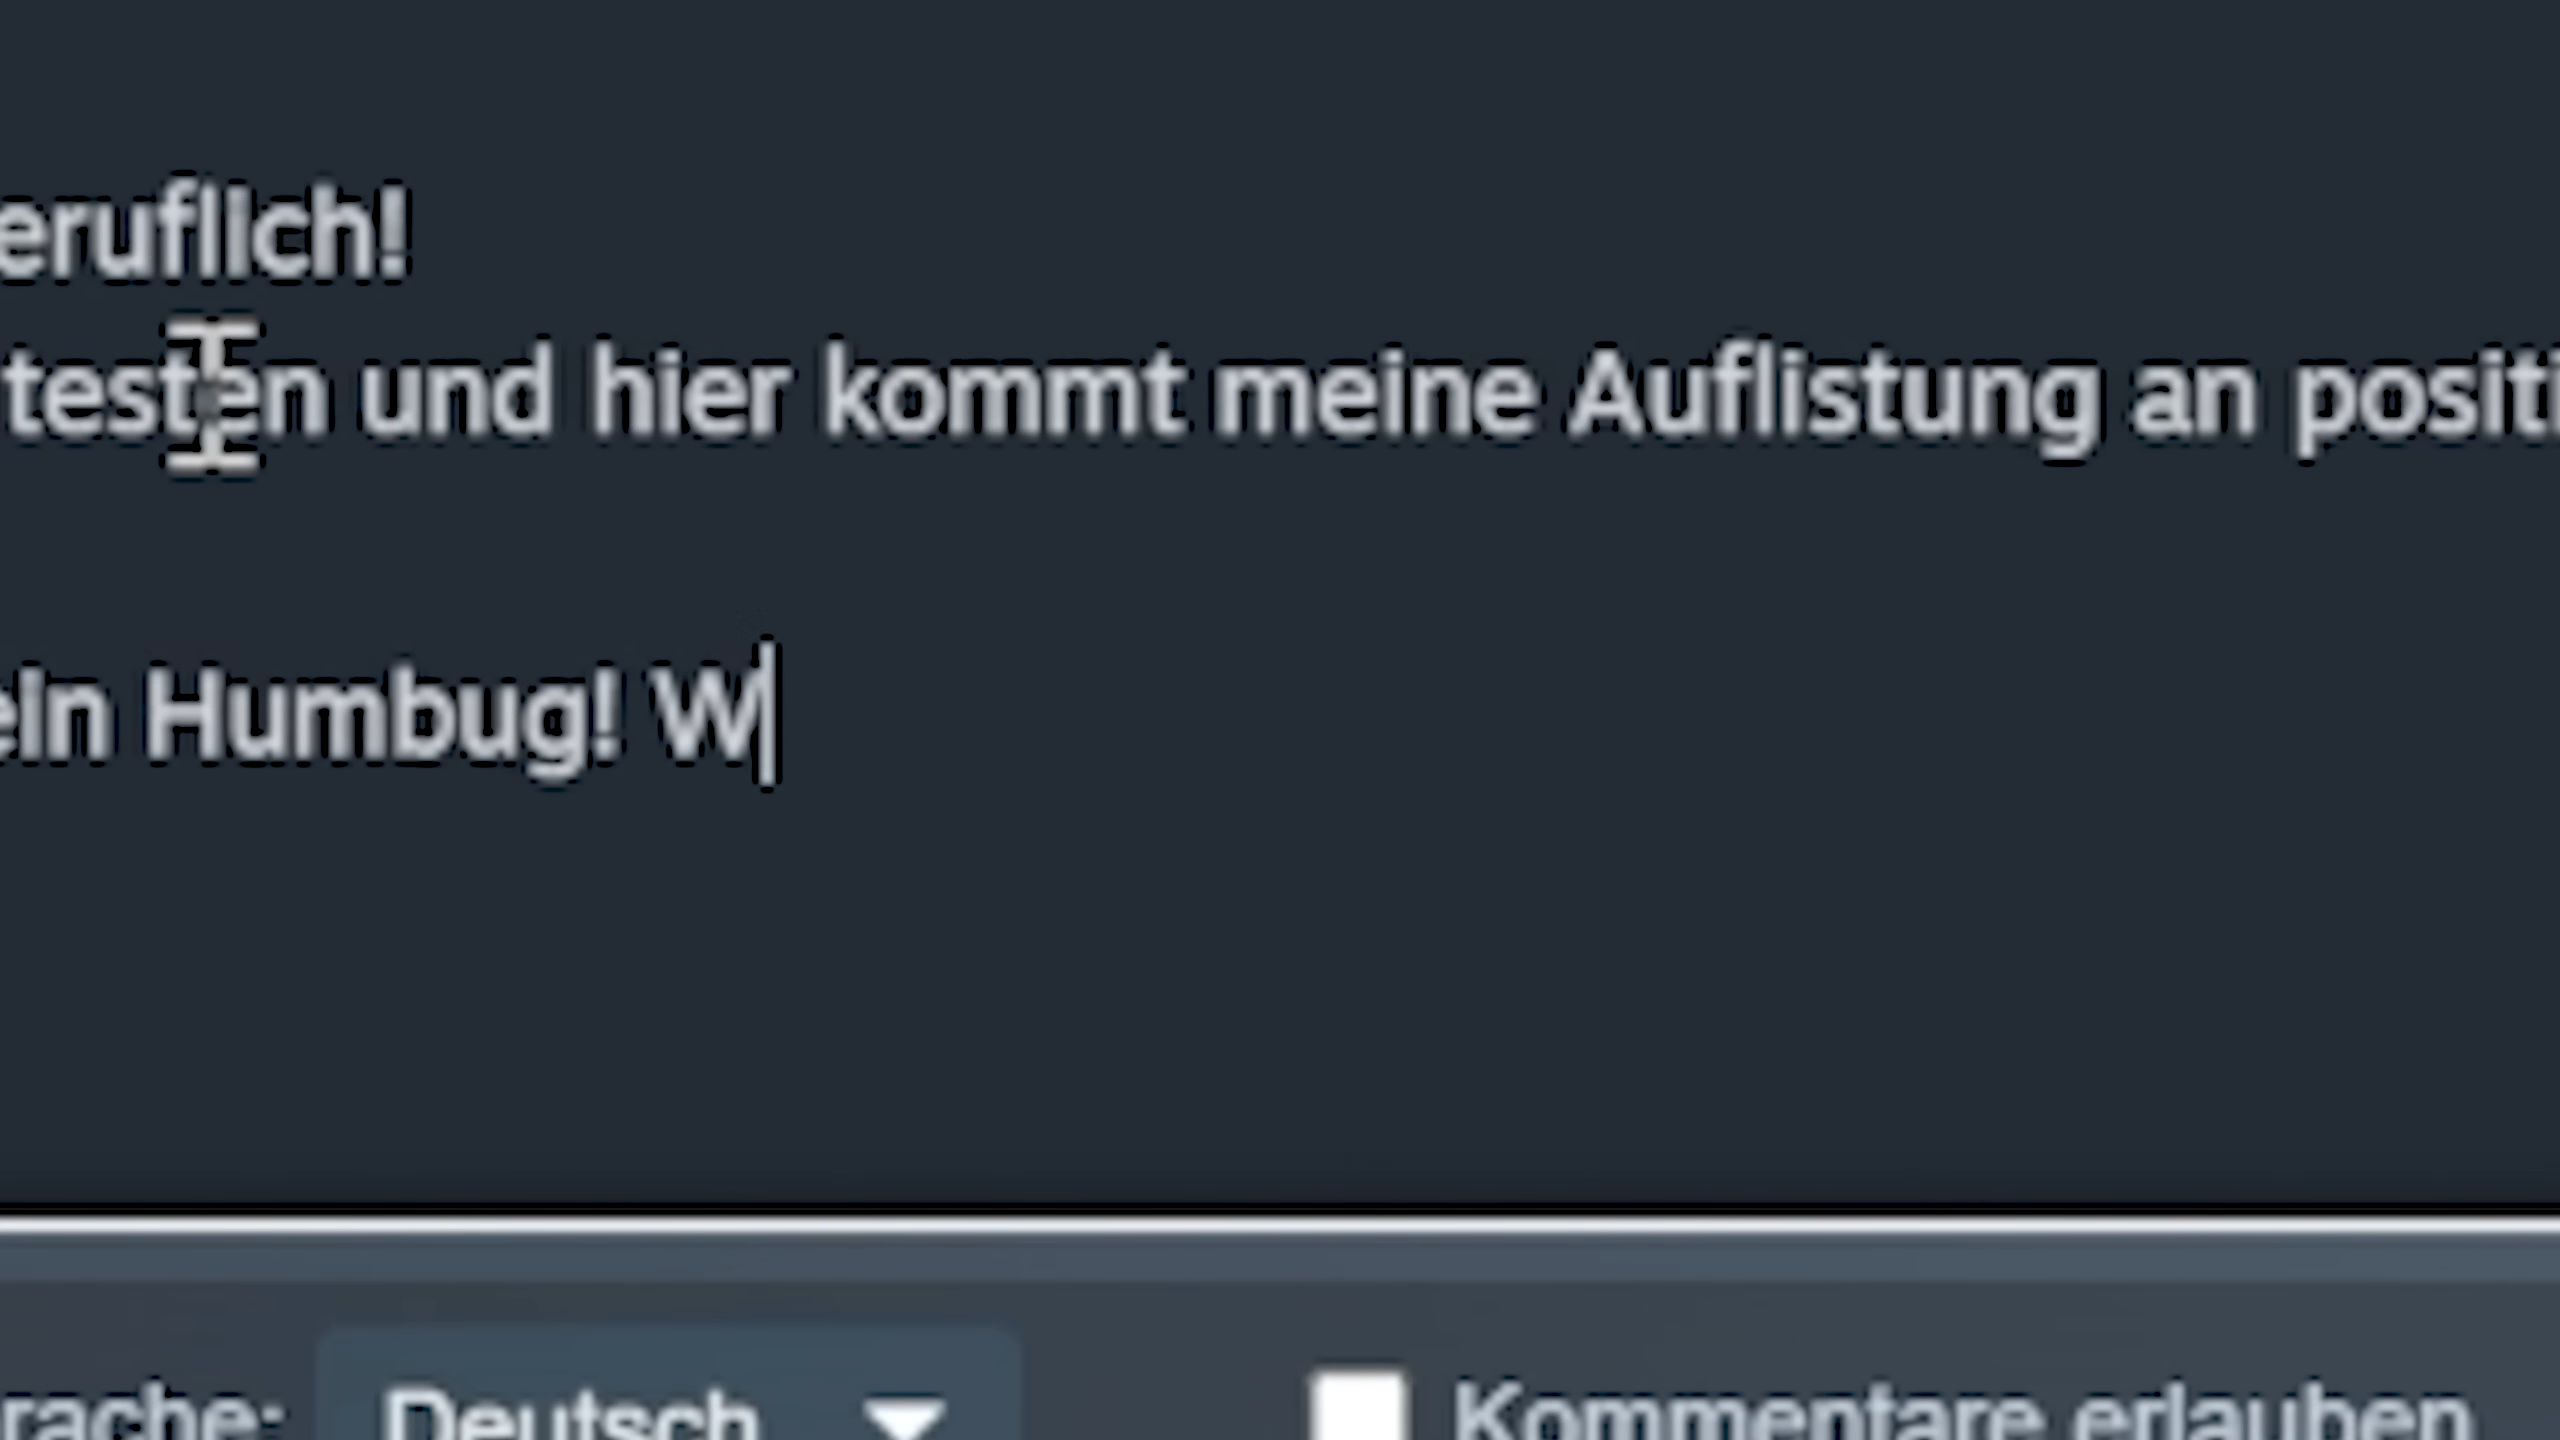 eruflich!
testen und hier kommt meine Auflistung an positi
ein Humbug! W
rache: Deutsch Kommentare erlauben